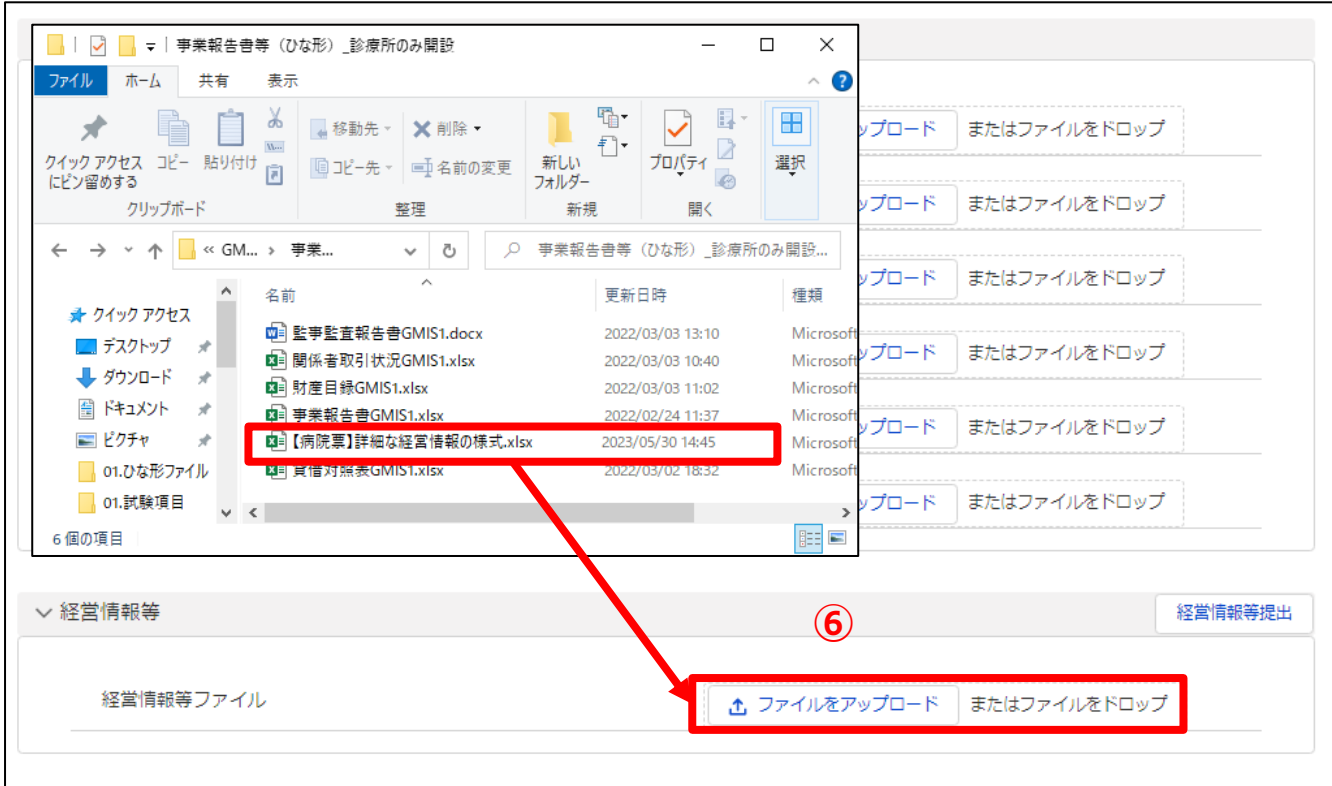 事業報告書等（ひな形）_診療所のみ開設
ファイル ホーム 共有 表示
クイック アクセス
にピン留めする
コピー
貼り付け
移動先
コピー先
削除
名前の変更
新しい
フォルダー
プロパティ
選択
クリップボード 整理 新規 開く
« GM... › 事業...
事業報告書等（ひな形）_診療所のみ開設...
クイック アクセス
デスクトップ
ダウンロード
ドキュメント
ピクチャ
01.ひな形ファイル
01.試験項目
名前 更新日時 種類
監事監査報告書GMIS1.docx 2022/03/03 13:10 Microsoft
関係者取引状況GMIS1.xlsx 2022/03/03 10:40 Microsoft
財産目録GMIS1.xlsx 2022/03/03 11:02 Microsoft
事業報告書GMIS1.xlsx 2022/02/24 11:37 Microsoft
【病院票】詳細な経営情報の様式.xlsx 2023/05/30 14:45 Microsoft
貸借対照表GMIS1.xlsx 2022/03/02 18:32 Microsoft
6 個の項目
ップロード またはファイルをドロップ
ップロード またはファイルをドロップ
ップロード またはファイルをドロップ
ップロード またはファイルをドロップ
ップロード またはファイルをドロップ
ップロード またはファイルをドロップ
経営情報等
⑥
経営情報等提出
経営情報等ファイル
ファイルをアップロード またはファイルをドロップ